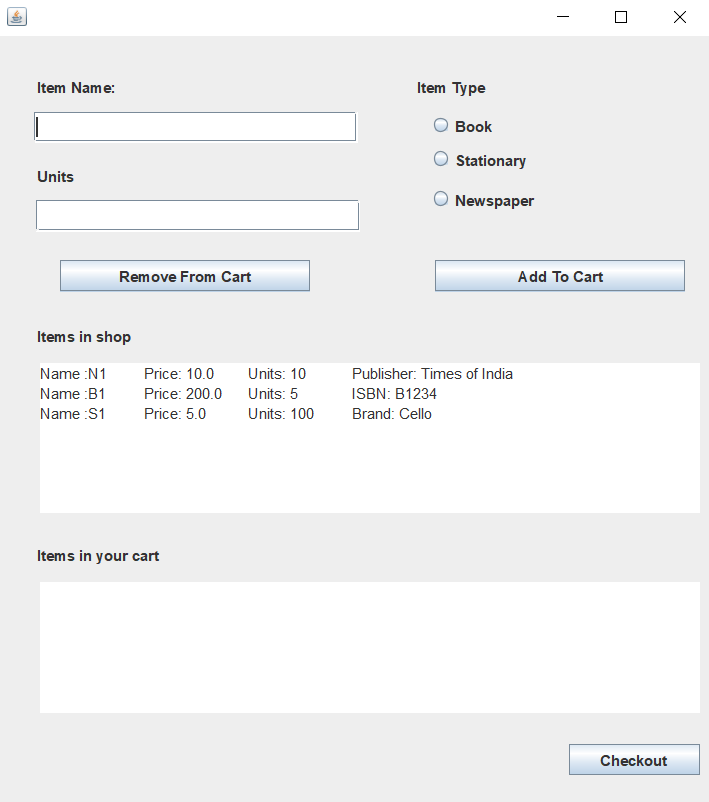 Item Name:
Item Type
Book
Stationary
Units
Newspaper
Remove From Cart
Add To Cart
Items in shop
Name :N1 Price: 10.0 Units: 10 Publisher: Times of India
Name :B1 Price: 200.0 Units: 5 ISBN: B1234
Name :S1 Price: 5.0 Units: 100 Brand: Cello
Items in your cart
Checkout